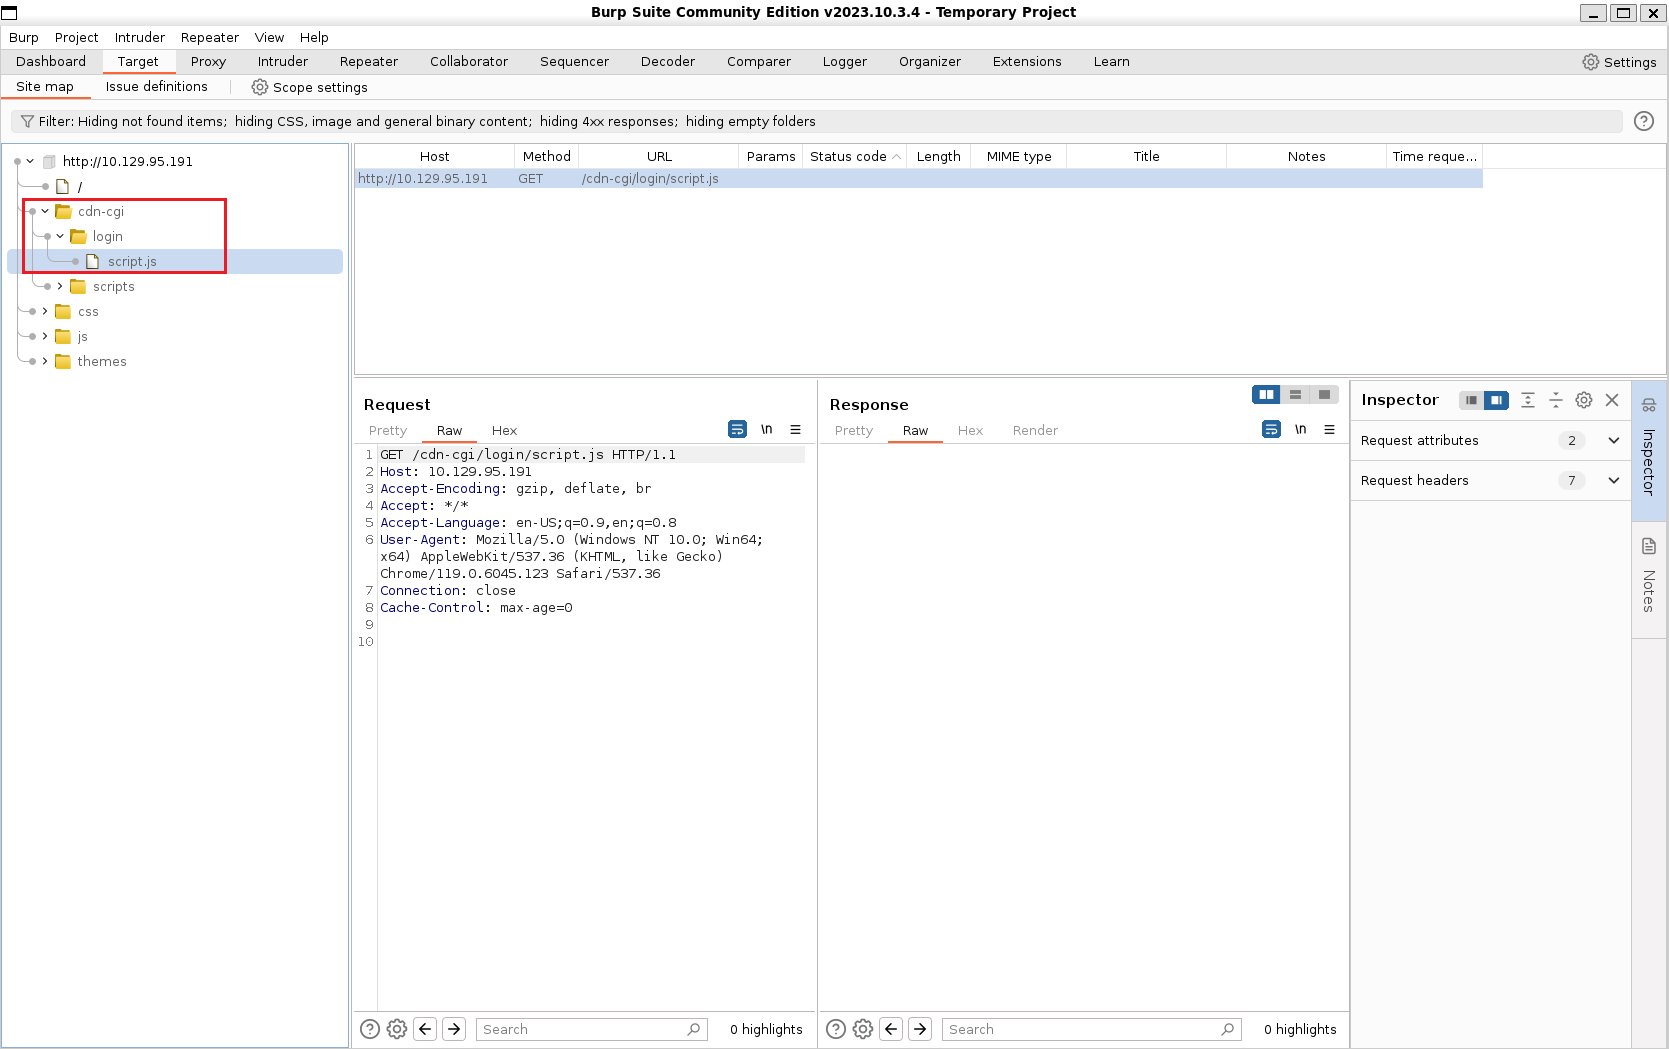 Burp Suite Community Edition v2023.10.3.4 - Temporary Project
Burp Project Intruder Repeater View Help
Dashboard Target Proxy Intruder Repeater Collaborator Sequencer Decoder Comparer Logger Organizer Extensions Learn Settings
Site map Issue definitions Scope settings
Filter: Hiding not found items; hiding CSS, image and general binary content; hiding 4xx responses; hiding empty folders
http://10.129.95.191
/
cdn-cgi
login
script.js
scripts
css
js
themes
Host Method URL Params Status code Length MIME type Title Notes Time reque...
http://10.129.95.191 GET /cdn-cgi/login/script.js
Request
Pretty Raw Hex \n
1 GET /cdn-cgi/login/script.js HTTP/1.1
2 Host: 10.129.95.191
3 Accept-Encoding: gzip, deflate, br
4 Accept: */*
5 Accept-Language: en-US;q=0.9,en;q=0.8
6 User-Agent: Mozilla/5.0 (Windows NT 10.0; Win64;
x64) AppleWebKit/537.36 (KHTML, like Gecko)
Chrome/119.0.6045.123 Safari/537.36
7 Connection: close
8 Cache-Control: max-age=0
9
10
Search 0 highlights
Response
Pretty Raw Hex Render \n
Search 0 highlights
Inspector
Request attributes 2
Request headers 7
Inspector
Notes